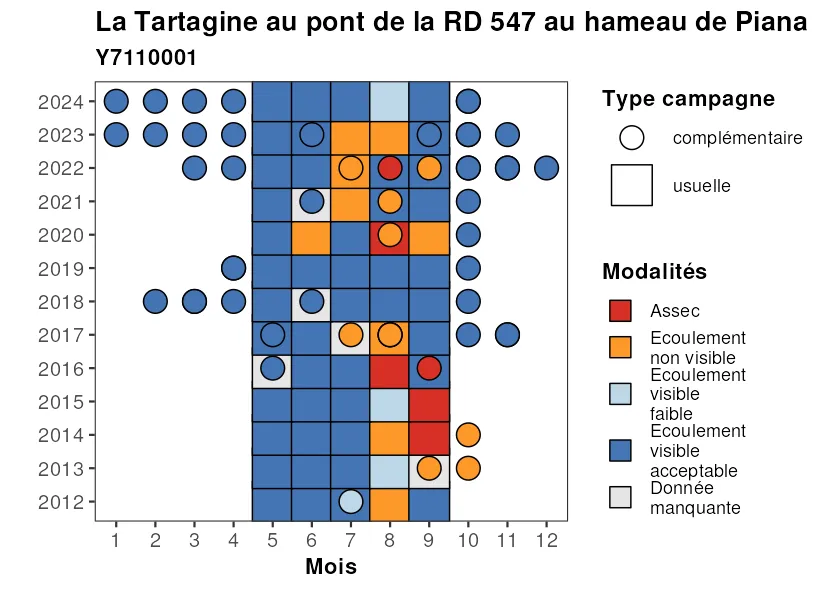 La Tartagine au pont de la RD 547 au hameau de Piana
Y7110001
2024
2023
2022
2021
2020
2019
2018
2017
2016
2015
2014
2013
2012
1 2 3 4 5 6 7 8 9 10 11 12
Mois
Type campagne
complémentaire
usuelle
Modalités
Assec
Ecoulement
non visible
Ecoulement
visible
faible
Ecoulement
visible
acceptable
Donnée
manquante